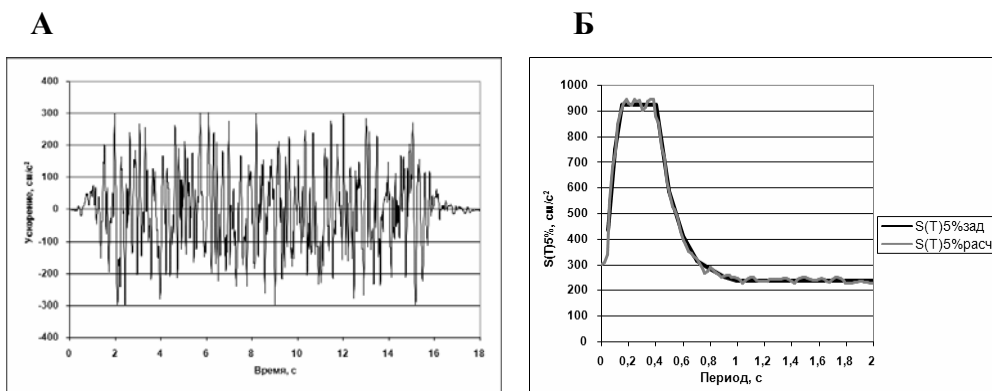 А
Б
400
300
200
100
0
-100
-200
-300
-400
Ускорение, см/с²
0 2 4 6 8 10 12 14 16 18
Время, с
1000
900
800
700
600
500
400
300
200
100
0
S(T)5%, см/с²
0 0,2 0,4 0,6 0,8 1 1,2 1,4 1,6 1,8 2
Период, с
S(T)5%зад
S(T)5%расч